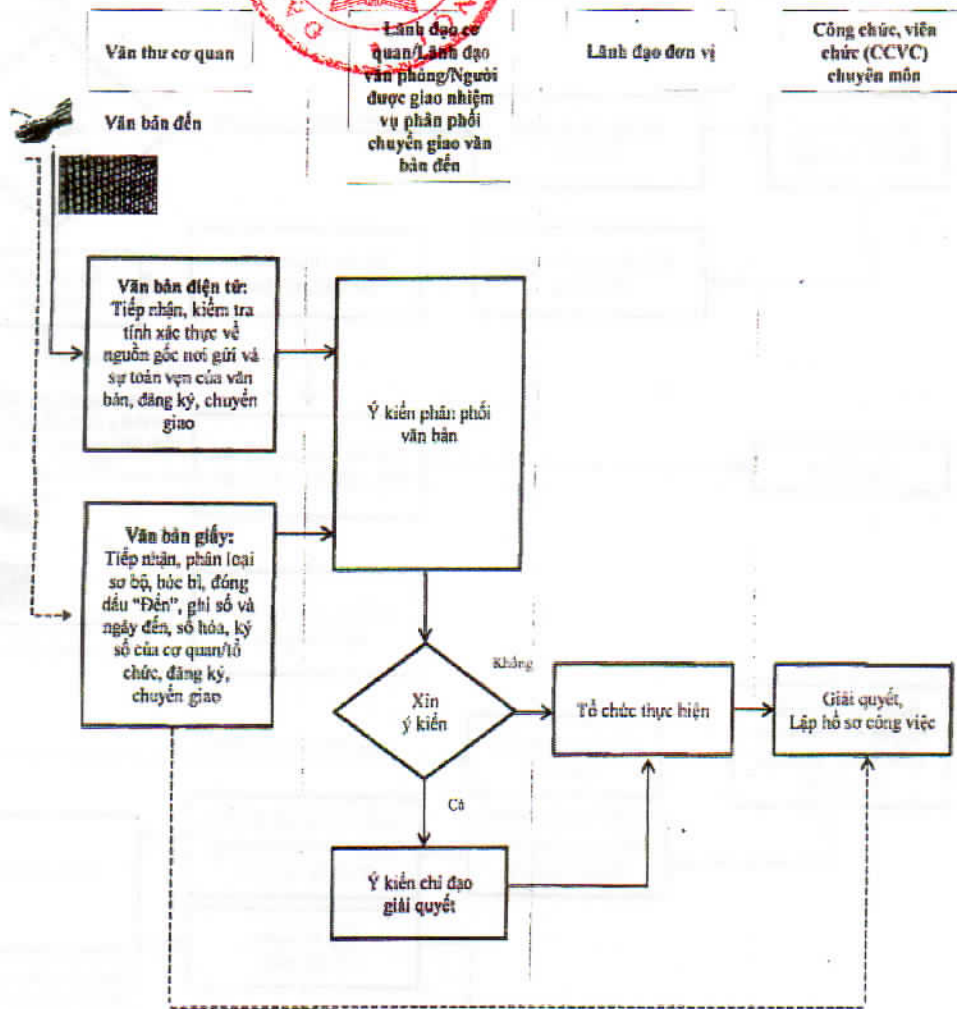 Văn thư cơ quan
Lãnh đạo cơ
quan/Lãnh đạo
văn phòng/Người
được giao nhiệm
vụ phân phối
chuyển giao văn
bản đến
Lãnh đạo đơn vị
Công chức, viên
chức (CCVC)
chuyên môn
Văn bản đến
Văn bản điện tử:
Tiếp nhận, kiểm tra
tính xác thực về
nguồn gốc nơi gửi và
sự toàn vẹn của văn
bản, đăng ký, chuyển
giao
Ý kiến phân phối
văn bản
Văn bản giấy:
Tiếp nhận, phân loại
sơ bộ, bóc bì, đóng
dấu "Đến", ghi số và
ngày đến, số hóa, ký
số của cơ quan/tổ
chức, đăng ký,
chuyển giao
Xin
ý kiến
Không
Tổ chức thực hiện
Giải quyết,
Lập hồ sơ công việc
Có
Ý kiến chỉ đạo
giải quyết